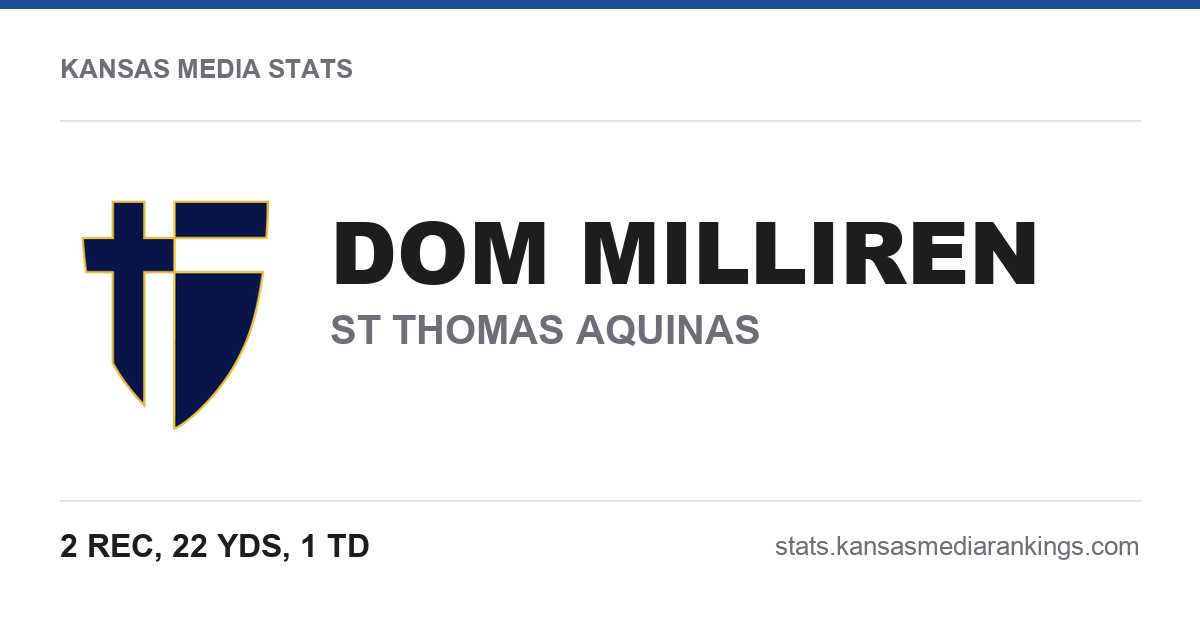 KANSAS MEDIA STATS
DOM MILLIREN
ST THOMAS AQUINAS
2 REC, 22 YDS, 1 TD
stats.kansasmediarankings.com